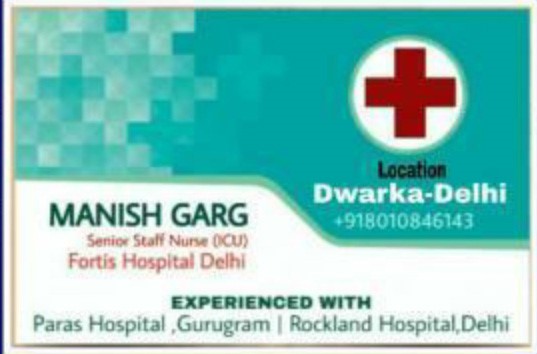 Location
Dwarka-Delhi
+918010846143
MANISH GARG
Senior Staff Nurse (ICU)
Fortis Hospital Delhi
EXPERIENCED WITH
Paras Hospital ,Gurugram | Rockland Hospital,Delhi